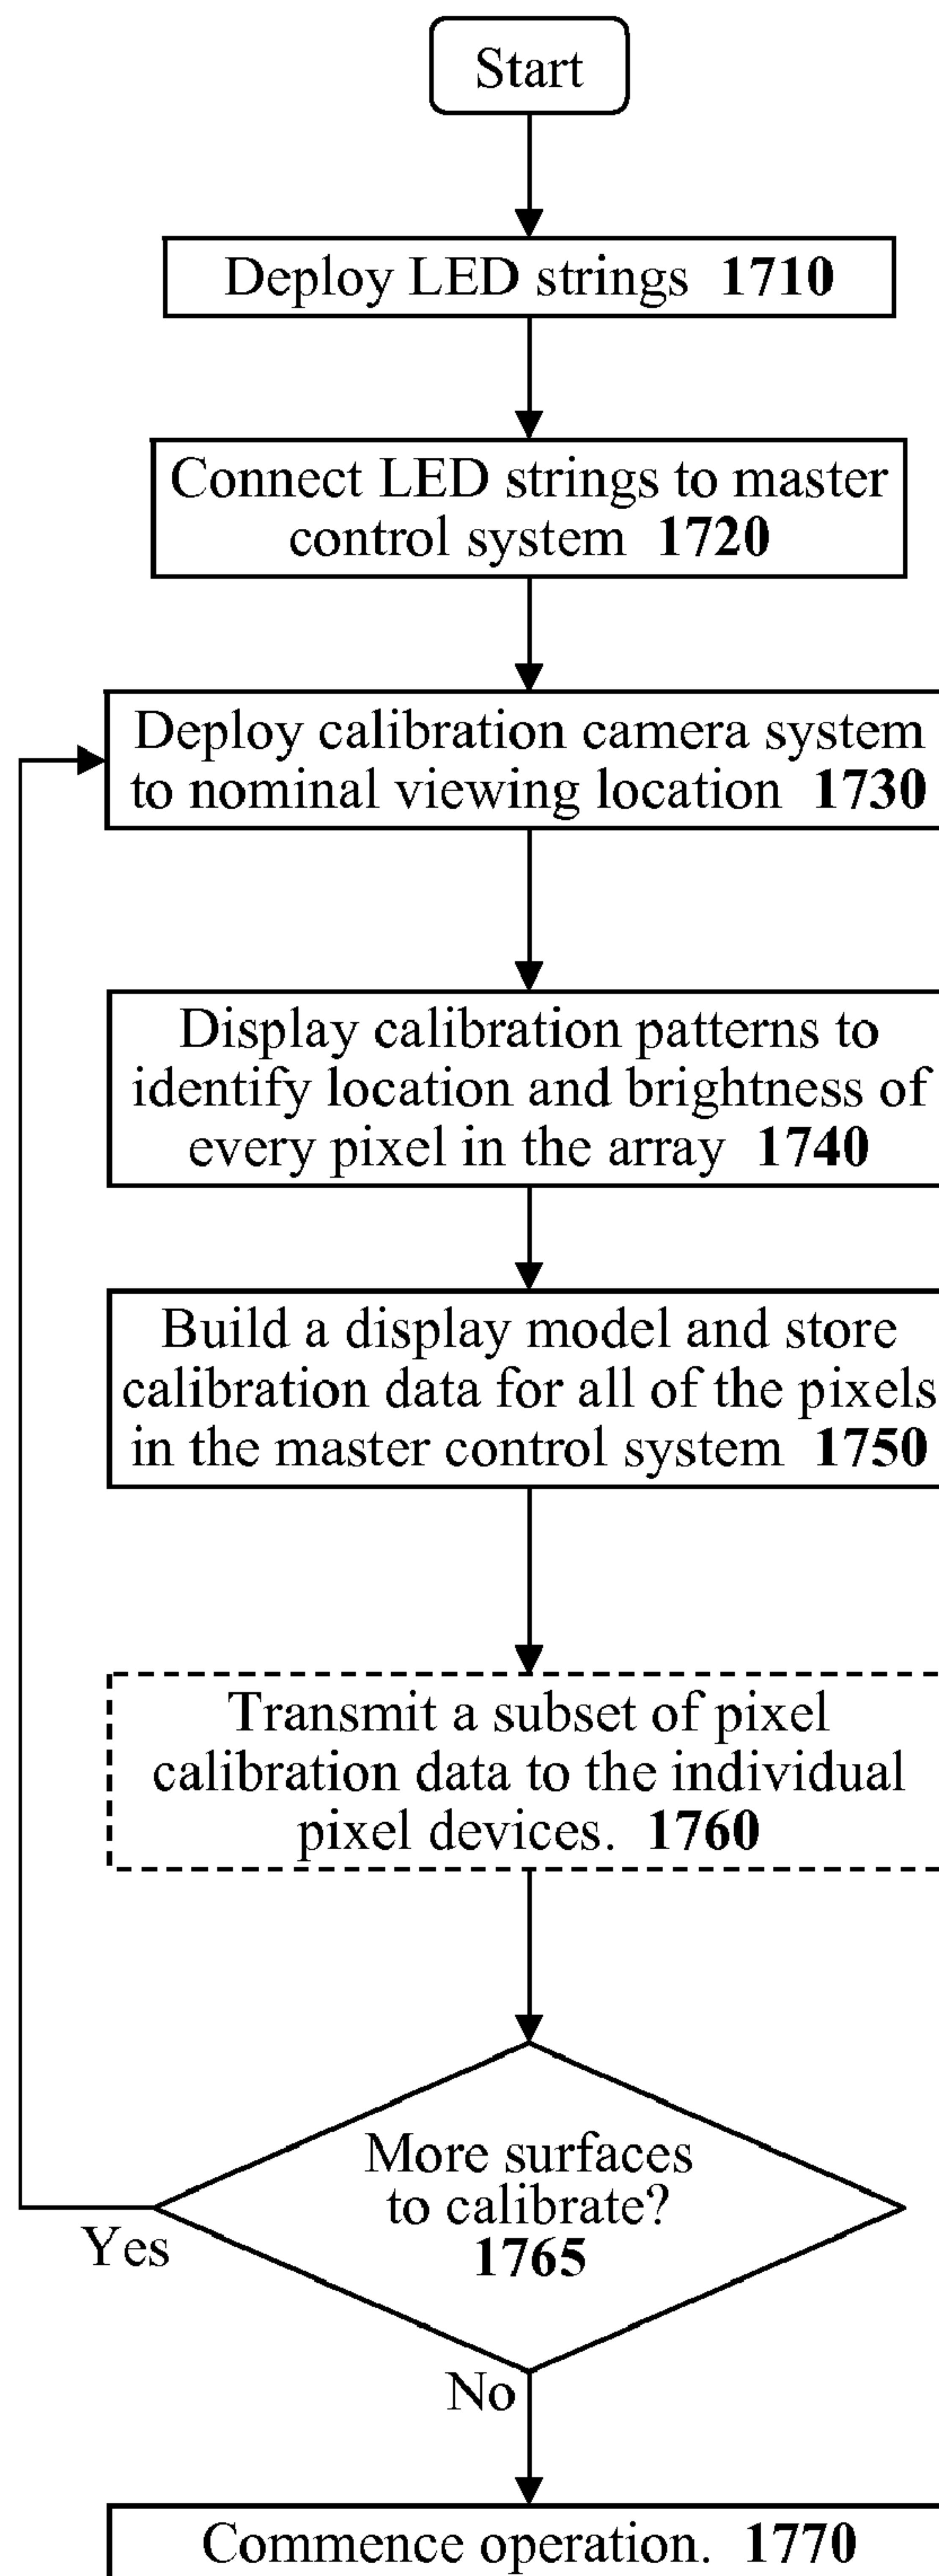 Start
Deploy LED strings 1710
Connect LED strings to master
control system 1720
Deploy calibration camera system
to nominal viewing location 1730
Display calibration patterns to
identify location and brightness of
every pixel in the array 1740
Build a display model and store
calibration data for all of the pixels
in the master control system 1750
Transmit a subset of pixel
calibration data to the individual
pixel devices. 1760
More surfaces
to calibrate?
1765
Yes
No
Commence operation. 1770